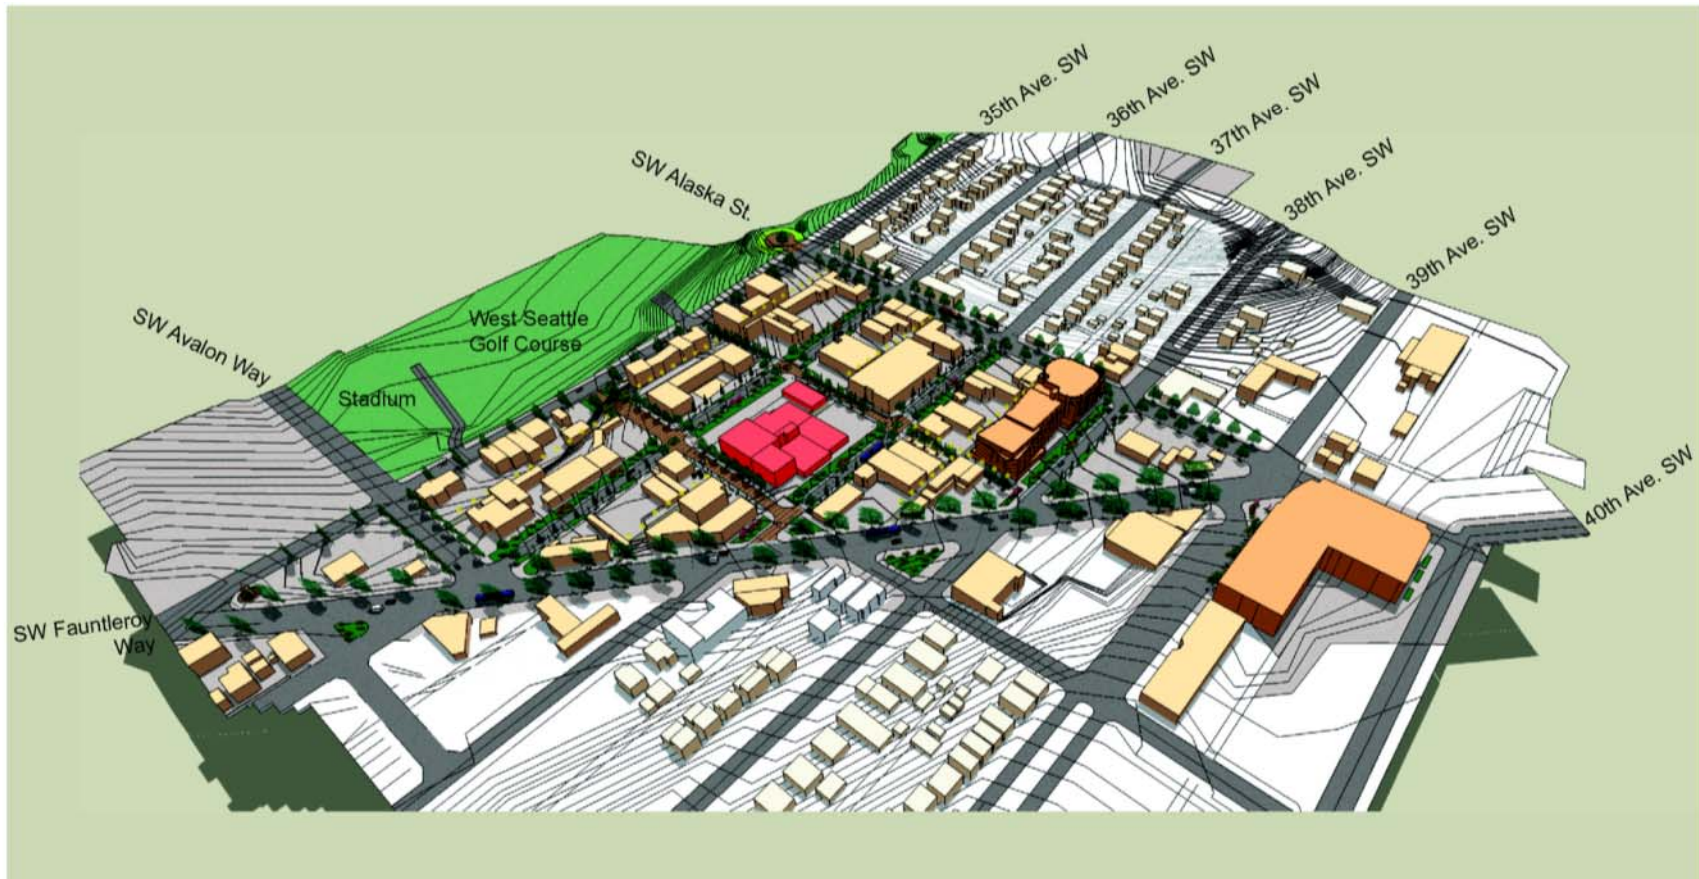 35th Ave. SW
36th Ave. SW
37th Ave. SW
38th Ave. SW
39th Ave. SW
40th Ave. SW
SW Alaska St.
SW Avalon Way
West Seattle
Golf Course
Stadium
SW Fauntleroy
Way